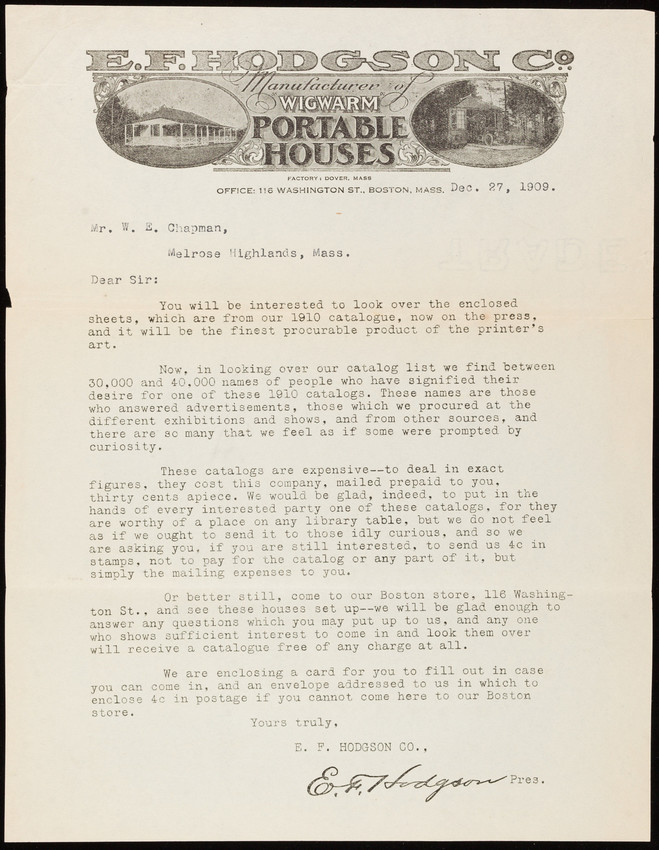 E. F. HODGSON Co.
Manufacturer of
WIGWARM
PORTABLE
HOUSES
FACTORY: DOVER, MASS
OFFICE: 116 WASHINGTON ST., BOSTON, MASS. Dec. 27, 1909.
Mr. W. E. Chapman,
Melrose Highlands, Mass.
Dear Sir:
You will be interested to look over the enclosed
sheets, which are from our 1910 catalogue, now on the press,
and it will be the finest procurable product of the printer's
art.
Now, in looking over our catalog list we find between
30,000 and 40,000 names of people who have signified their
desire for one of these 1910 catalogs. These names are those
who answered advertisements, those which we procured at the
different exhibitions and shows, and from other sources, and
there are so many that we feel as if some were prompted by
curiosity.
These catalogs are expensive--to deal in exact
figures, they cost this company, mailed prepaid to you,
thirty cents apiece. We would be glad, indeed, to put in the
hands of every interested party one of these catalogs, for they
are worthy of a place on any library table, but we do not feel
as if we ought to send it to those idly curious, and so we
are asking you, if you are still interested, to send us 4c in
stamps, not to pay for the catalog or any part of it, but
simply the mailing expenses to you.
Or better still, come to our Boston store, 116 Washing-
ton St., and see these houses set up--we will be glad enough to
answer any questions which you may put up to us, and any one
who shows sufficient interest to come in and look them over
will receive a catalogue free of any charge at all.
We are enclosing a card for you to fill out in case
you can come in, and an envelope addressed to us in which to
enclose 4c in postage if you cannot come here to our Boston
store.
Yours truly,
E. F. HODGSON CO.,
E. F. Hodgson Pres.